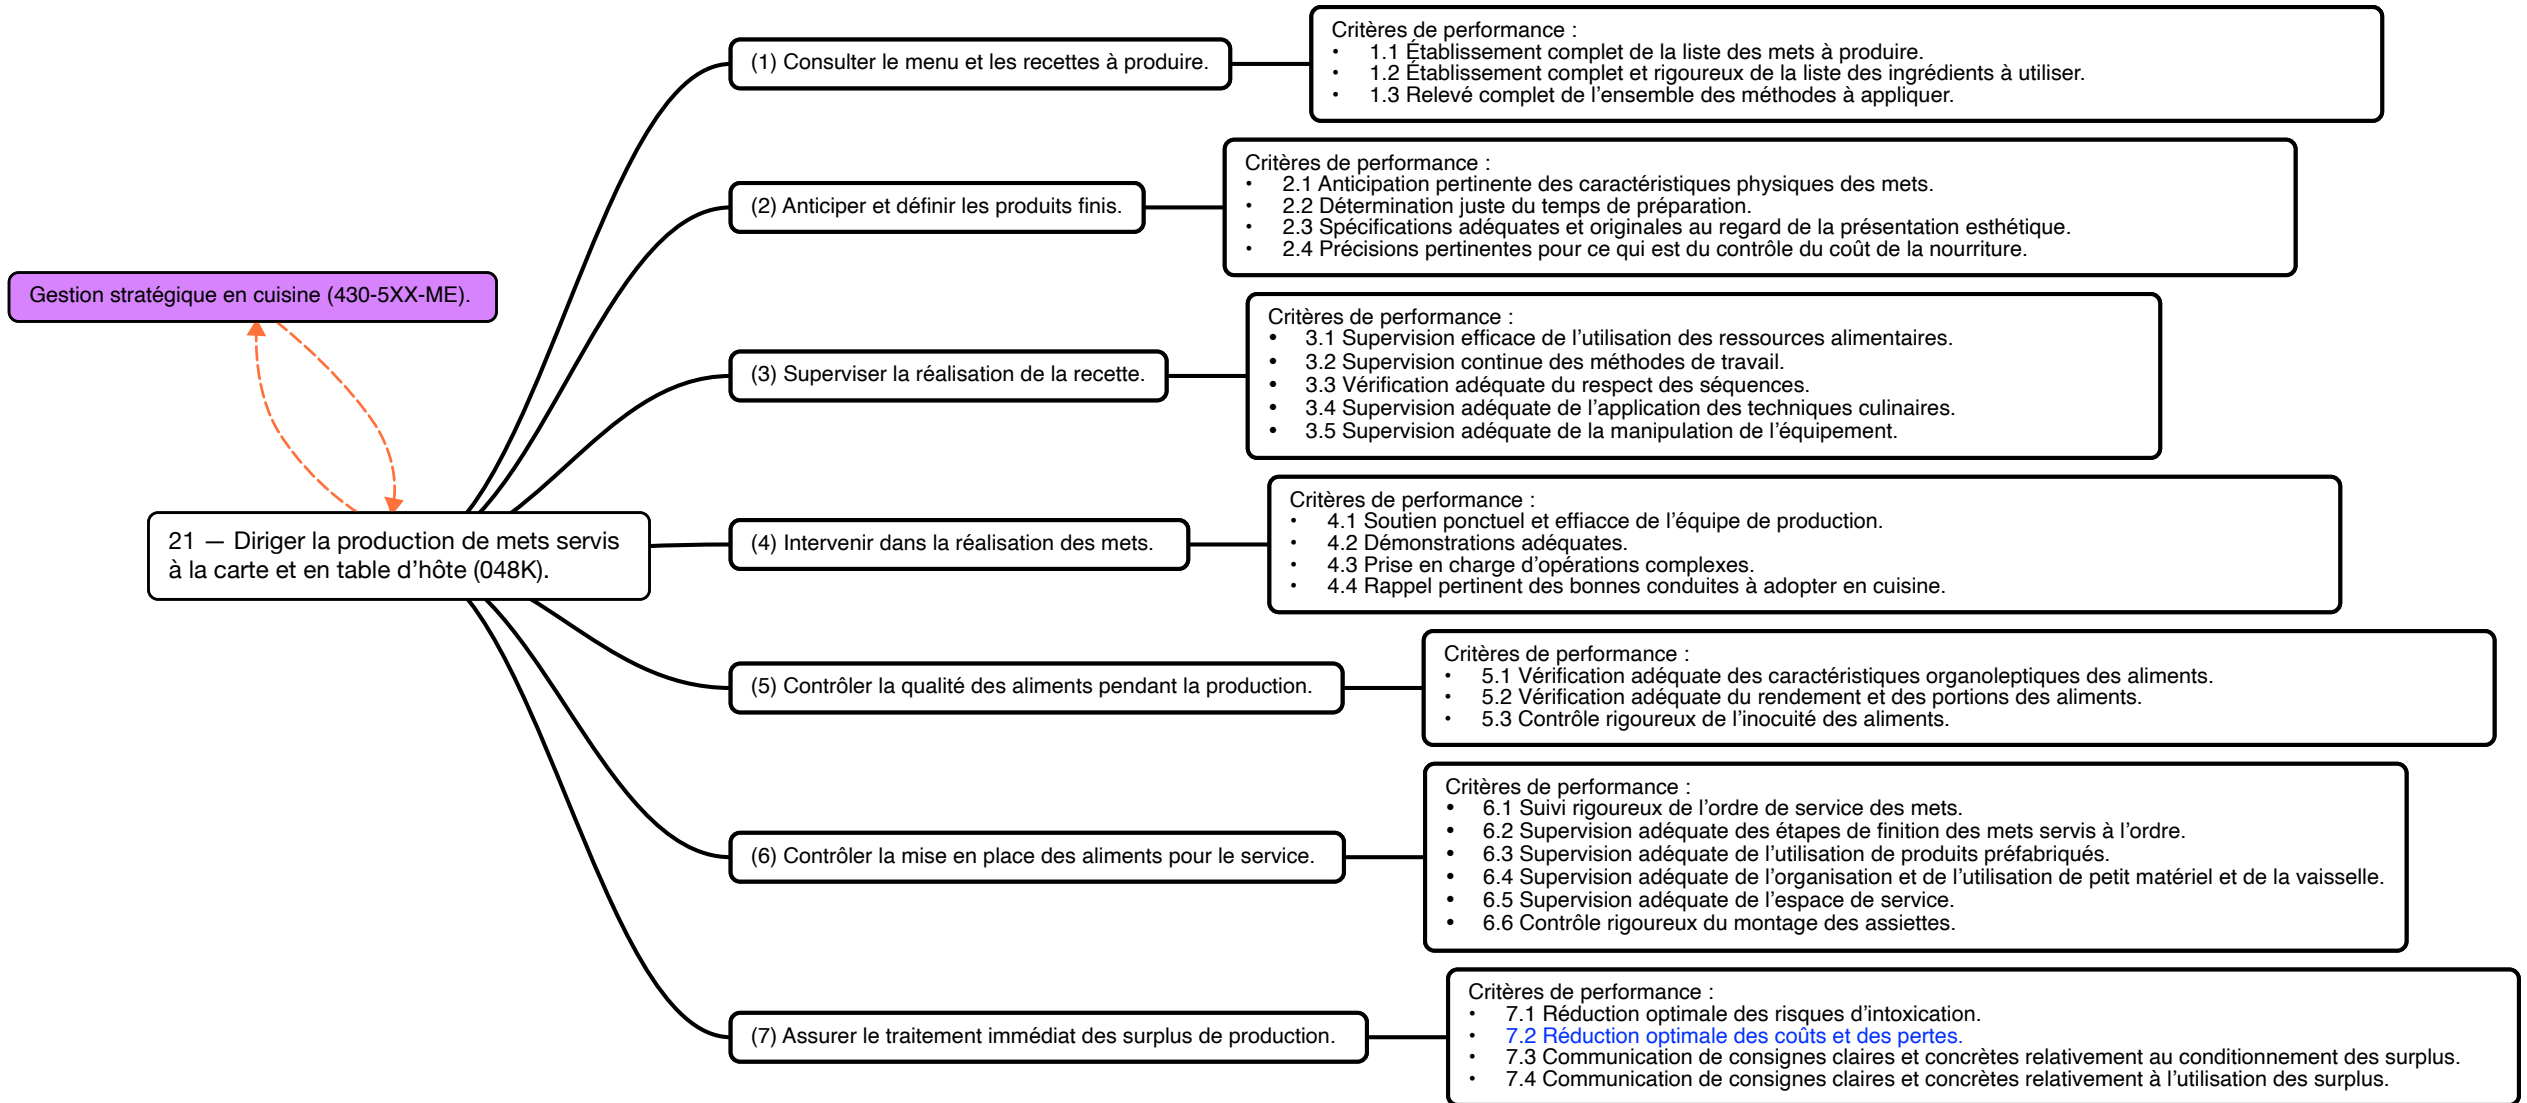 Gestion stratégique en cuisine (430-5XX-ME).
21 — Diriger la production de mets servis
à la carte et en table d’hôte (048K).
(1) Consulter le menu et les recettes à produire.
Critères de performance :
• 1.1 Établissement complet de la liste des mets à produire.
• 1.2 Établissement complet et rigoureux de la liste des ingrédients à utiliser.
• 1.3 Relevé complet de l’ensemble des méthodes à appliquer.
(2) Anticiper et définir les produits finis.
Critères de performance :
• 2.1 Anticipation pertinente des caractéristiques physiques des mets.
• 2.2 Détermination juste du temps de préparation.
• 2.3 Spécifications adéquates et originales au regard de la présentation esthétique.
• 2.4 Précisions pertinentes pour ce qui est du contrôle du coût de la nourriture.
(3) Superviser la réalisation de la recette.
Critères de performance :
• 3.1 Supervision efficace de l’utilisation des ressources alimentaires.
• 3.2 Supervision continue des méthodes de travail.
• 3.3 Vérification adéquate du respect des séquences.
• 3.4 Supervision adéquate de l’application des techniques culinaires.
• 3.5 Supervision adéquate de la manipulation de l’équipement.
(4) Intervenir dans la réalisation des mets.
Critères de performance :
• 4.1 Soutien ponctuel et effiacce de l’équipe de production.
• 4.2 Démonstrations adéquates.
• 4.3 Prise en charge d’opérations complexes.
• 4.4 Rappel pertinent des bonnes conduites à adopter en cuisine.
(5) Contrôler la qualité des aliments pendant la production.
Critères de performance :
• 5.1 Vérification adéquate des caractéristiques organoleptiques des aliments.
• 5.2 Vérification adéquate du rendement et des portions des aliments.
• 5.3 Contrôle rigoureux de l’inocuité des aliments.
(6) Contrôler la mise en place des aliments pour le service.
Critères de performance :
• 6.1 Suivi rigoureux de l’ordre de service des mets.
• 6.2 Supervision adéquate des étapes de finition des mets servis à l’ordre.
• 6.3 Supervision adéquate de l’utilisation de produits préfabriqués.
• 6.4 Supervision adéquate de l’organisation et de l’utilisation de petit matériel et de la vaisselle.
• 6.5 Supervision adéquate de l’espace de service.
• 6.6 Contrôle rigoureux du montage des assiettes.
(7) Assurer le traitement immédiat des surplus de production.
Critères de performance :
• 7.1 Réduction optimale des risques d’intoxication.
• 7.2 Réduction optimale des coûts et des pertes.
• 7.3 Communication de consignes claires et concrètes relativement au conditionnement des surplus.
• 7.4 Communication de consignes claires et concrètes relativement à l’utilisation des surplus.